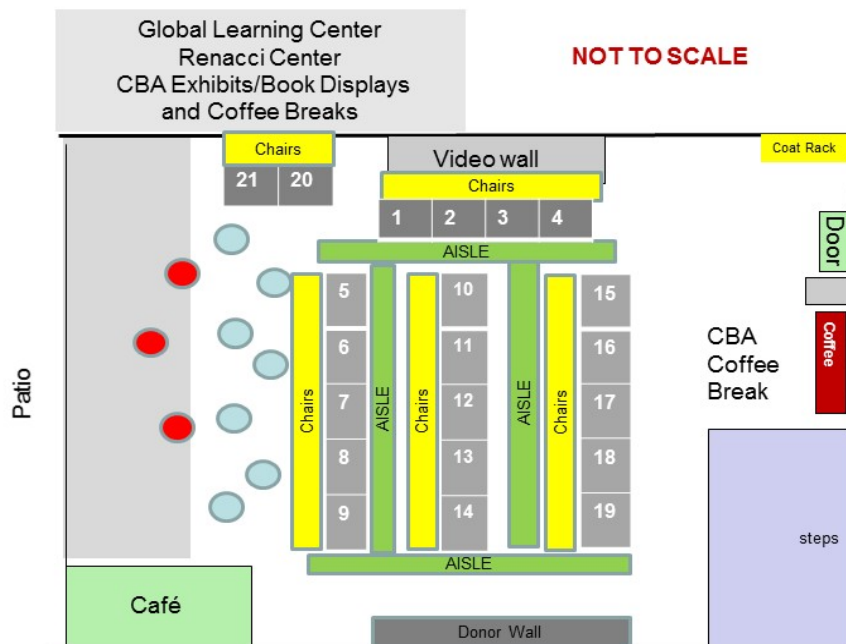 Global Learning Center
Renacci Center
CBA Exhibits/Book Displays
and Coffee Breaks
NOT TO SCALE
Chairs
21 20
Video wall
Chairs
1 2 3 4
Coat Rack
AISLE
Door
5 10 15
6 11 16
7 12 17
8 13 18
9 14 19
Chairs
AISLE
Chairs
AISLE
Chairs
CBA
Coffee
Break
Coffee
Patio
steps
AISLE
Café
Donor Wall